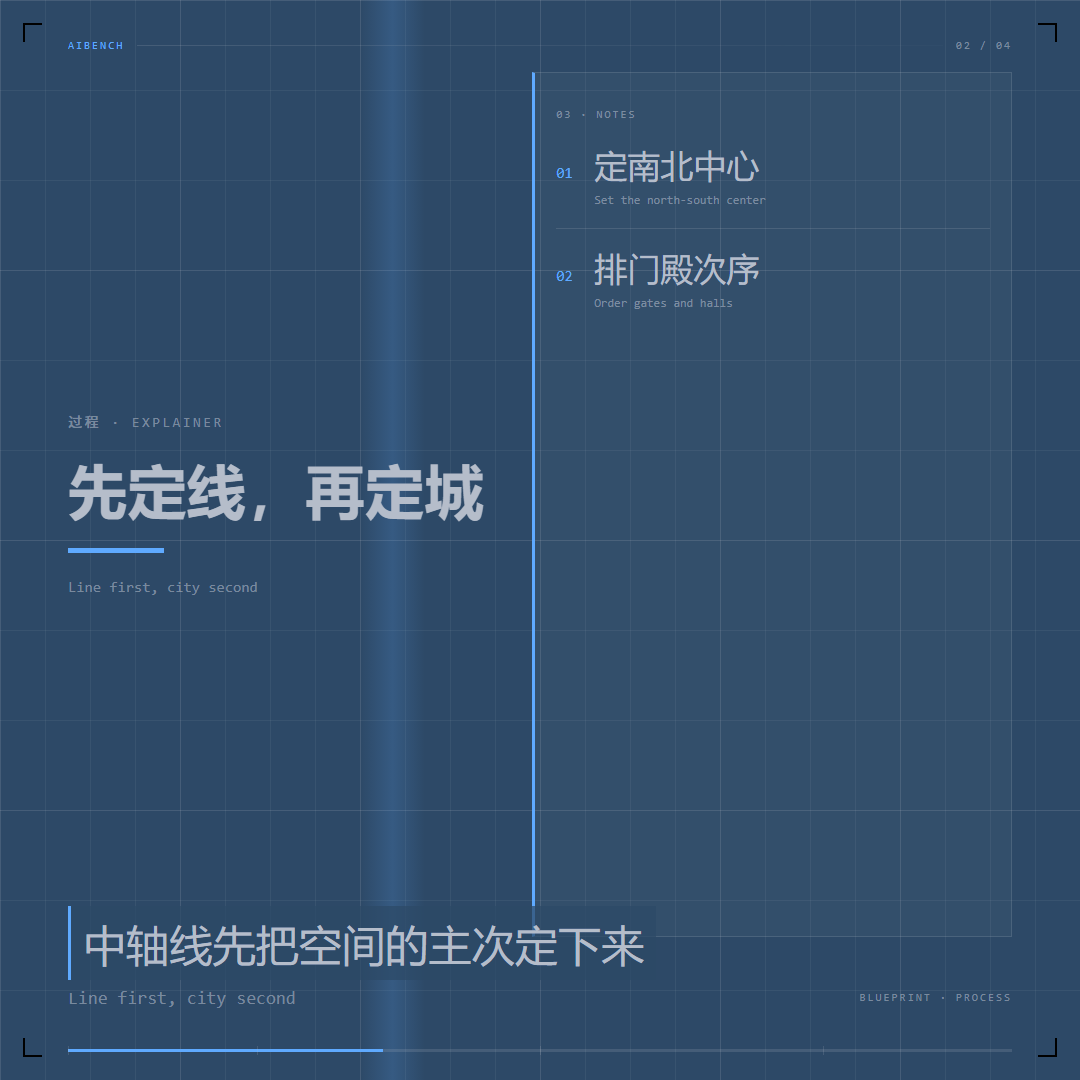 AIBENCH
02 / 04
过程 · EXPLAINER
先定线，再定城
Line first, city second
03 · NOTES
01 定南北中心
Set the north-south center
02 排门殿次序
Order gates and halls
中轴线先把空间的主次定下来
Line first, city second
BLUEPRINT · PROCESS